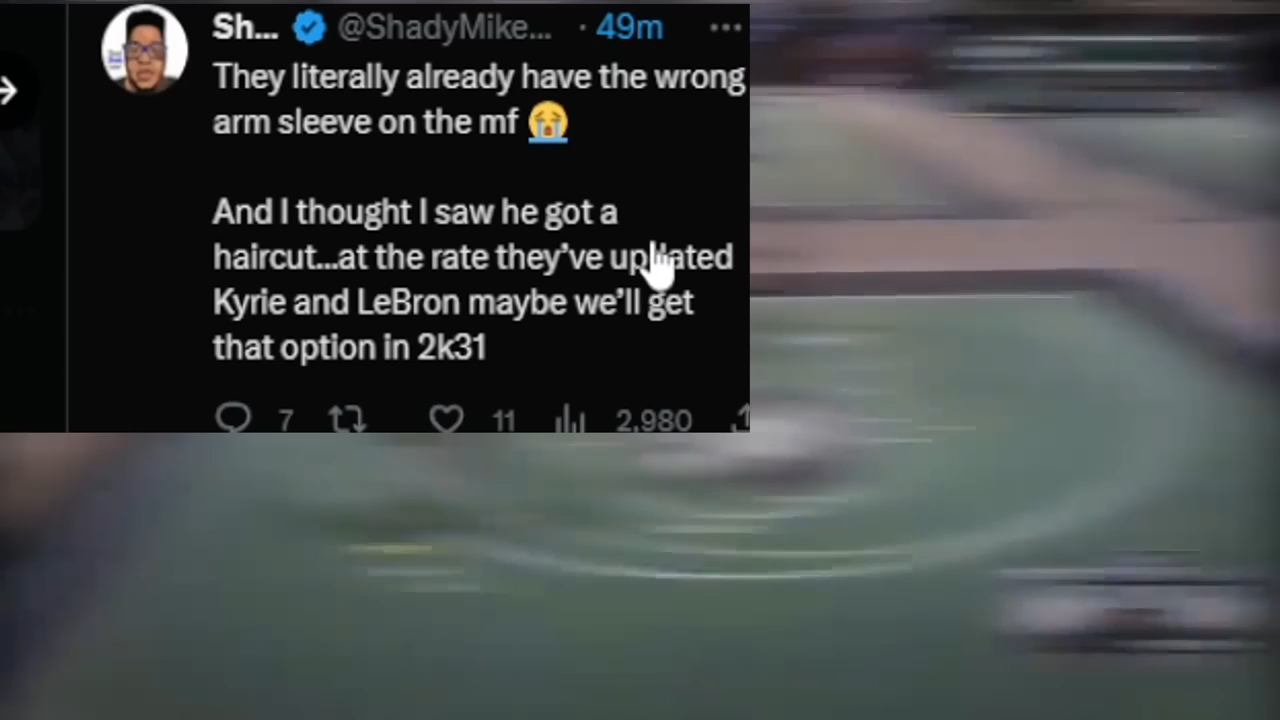 Sh... @ShadyMike... · 49m
They literally already have the wrong
arm sleeve on the mf 😭
And I thought I saw he got a
haircut...at the rate they've updated
Kyrie and LeBron maybe we'll get
that option in 2k31
7 11 2,980